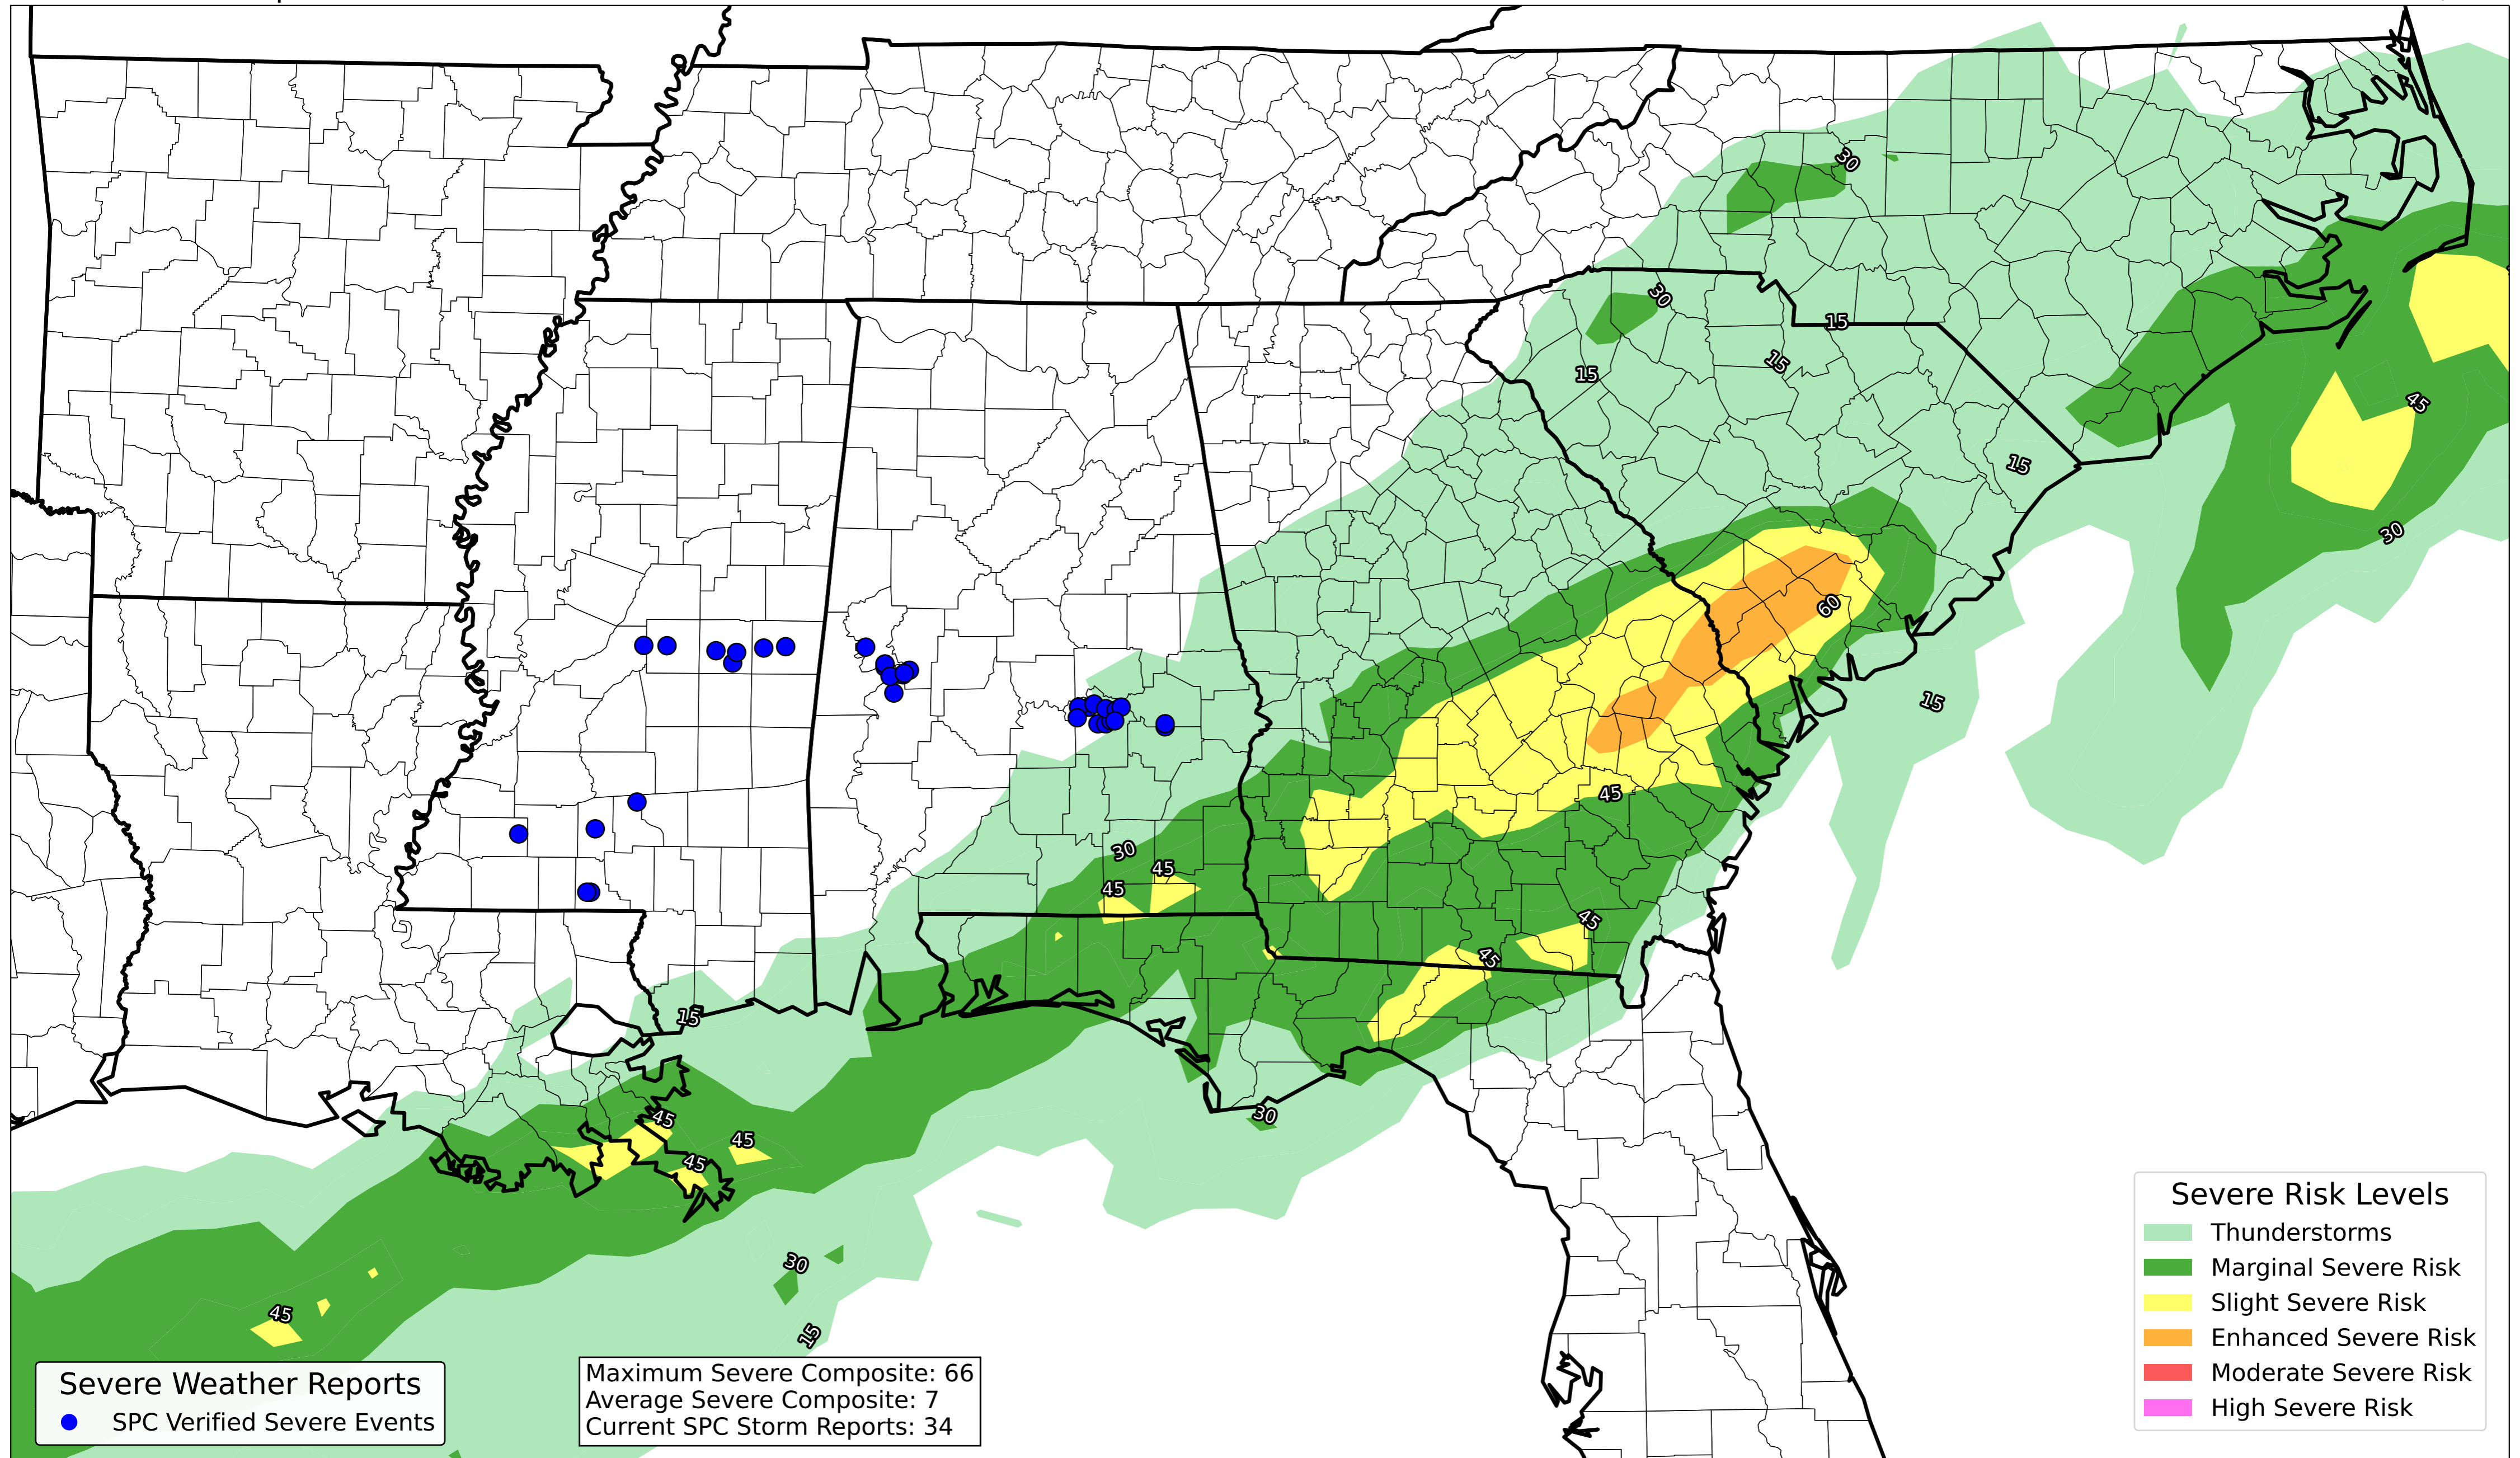 30
30
15
15
15
45
15
30
60
15
45
30
45
45
45
45
15
30
45
45
45
30
45
15
Severe Weather Reports
SPC Verified Severe Events
Maximum Severe Composite: 66
Average Severe Composite: 7
Current SPC Storm Reports: 34
Severe Risk Levels
Thunderstorms
Marginal Severe Risk
Slight Severe Risk
Enhanced Severe Risk
Moderate Severe Risk
High Severe Risk